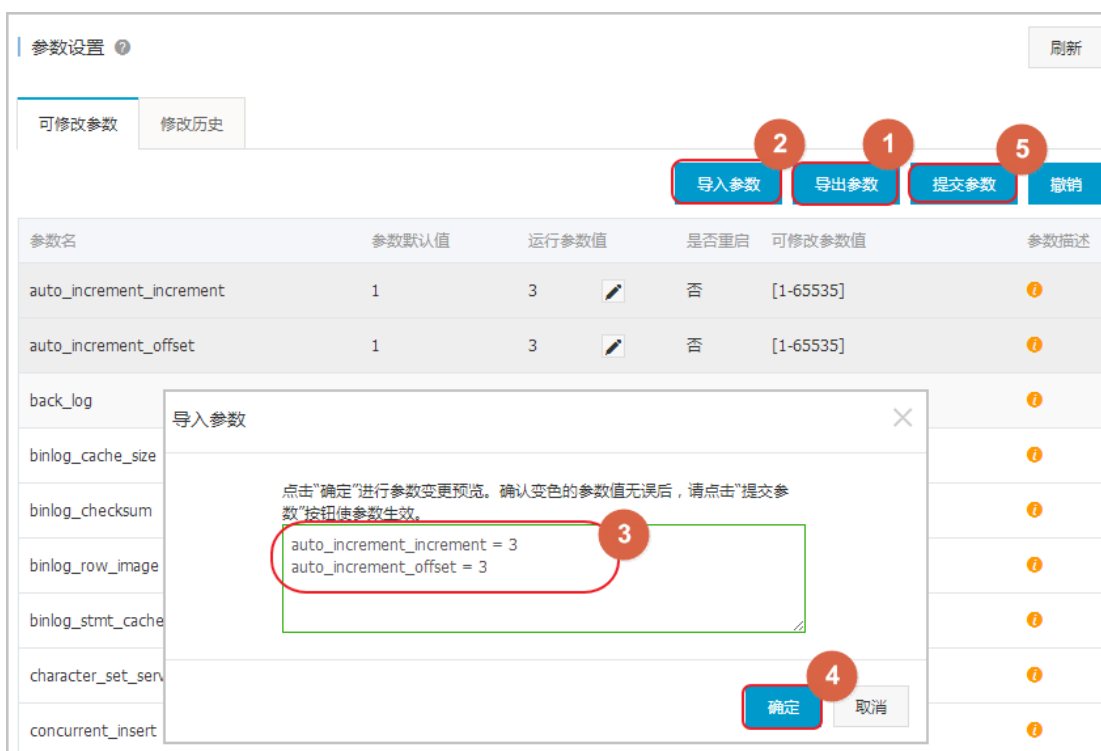 参数设置 ?
刷新
可修改参数 修改历史
2 1 5
导入参数 导出参数 提交参数 撤销
参数名 参数默认值 运行参数值 是否重启 可修改参数值 参数描述
auto_increment_increment 1 3 否 [1-65535]
auto_increment_offset 1 3 否 [1-65535]
back_log
binlog_cache_size
binlog_checksum
binlog_row_image
binlog_stmt_cache
character_set_serv
concurrent_insert
导入参数
点击“确定”进行参数变更预览。确认变色的参数值无误后，请点击“提交参
数”按钮使参数生效。
3
auto_increment_increment = 3
auto_increment_offset = 3
4
确定 取消